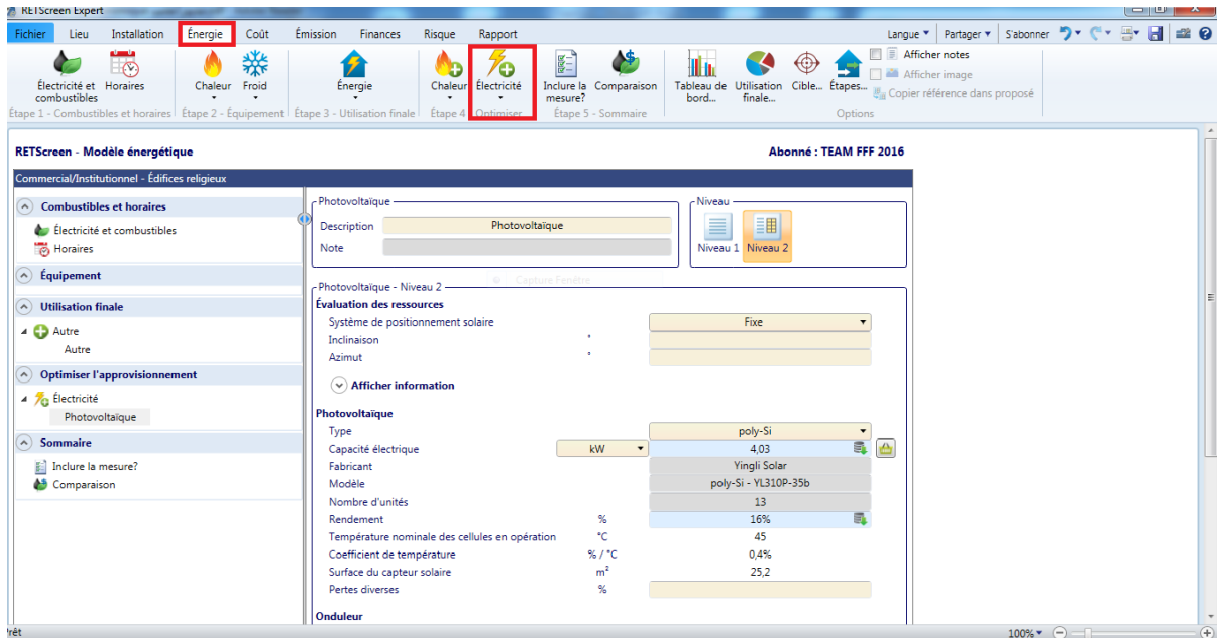 RETScreen Expert
Fichier Lieu Installation Énergie Coût Émission Finances Risque Rapport Langue Partager S'abonner
Électricité et combustibles Horaires Chaleur Froid Énergie Chaleur Électricité Inclure la mesure? Comparaison Tableau de bord... Utilisation finale... Cible... Étapes... Afficher notes
Afficher image
Copier référence dans proposé
Étape 1 - Combustibles et horaires Étape 2 - Équipement Étape 3 - Utilisation finale Étape 4 Optimiser Étape 5 - Sommaire Options
RETScreen - Modèle énergétique Abonné : TEAM FFF 2016
Commercial/Institutionnel - Édifices religieux
Combustibles et horaires
Électricité et combustibles
Horaires
Équipement
Utilisation finale
Autre
Autre
Optimiser l'approvisionnement
Électricité
Photovoltaïque
Sommaire
Inclure la mesure?
Comparaison
Photovoltaïque
Description Photovoltaïque
Note
Niveau
Niveau 1 Niveau 2
Capture Fenêtre
Photovoltaïque - Niveau 2
Évaluation des ressources
Système de positionnement solaire Fixe
Inclinaison °
Azimut °
Afficher information
Photovoltaïque
Type poly-Si
Capacité électrique kW 4,03
Fabricant Yingli Solar
Modèle poly-Si - YL310P-35b
Nombre d'unités 13
Rendement % 16%
Température nominale des cellules en opération °C 45
Coefficient de température % / °C 0,4%
Surface du capteur solaire m² 25,2
Pertes diverses %
Onduleur
100%